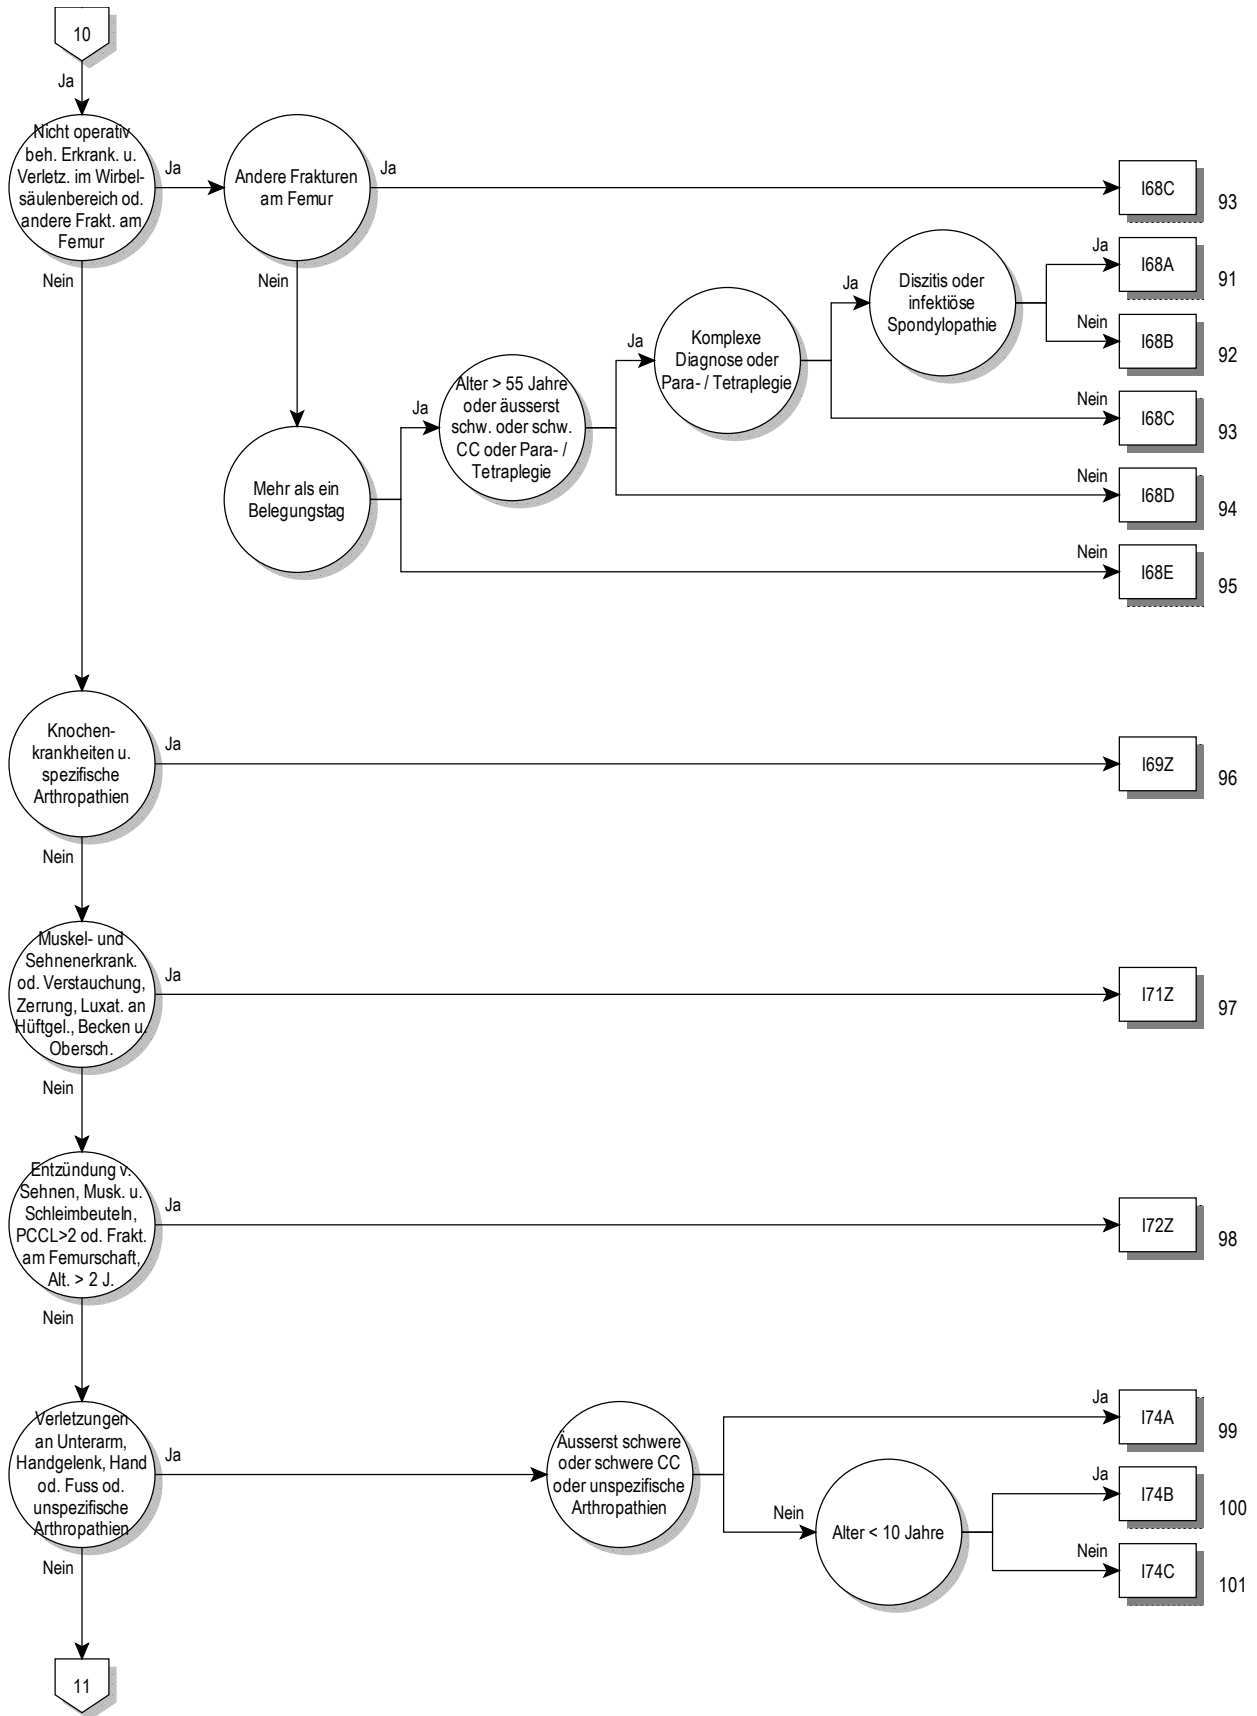 10
Ja
Nicht operativ
beh. Erkrank. u.
Verletz. im Wirbel-
säulenbereich od.
andere Frakt. am
Femur
Ja
Andere Frakturen
am Femur
Ja
I68C
93
Nein
Nein
Mehr als ein
Belegungstag
Ja
Alter > 55 Jahre
oder äusserst
schw. oder schw.
CC oder Para- /
Tetraplegie
Ja
Komplexe
Diagnose oder
Para- / Tetraplegie
Ja
Diszitis oder
infektiöse
Spondylopathie
Ja
I68A
91
Nein
I68B
92
Nein
I68C
93
Nein
I68D
94
Nein
I68E
95
Knochen-
krankheiten u.
spezifische
Arthropathien
Ja
I69Z
96
Nein
Muskel- und
Sehnenerkrank.
od. Verstauchung,
Zerrung, Luxat. an
Hüftgel., Becken u.
Obersch.
Ja
I71Z
97
Nein
Entzündung v.
Sehnen, Musk. u.
Schleimbeuteln,
PCCL>2 od. Frakt.
am Femurschaft,
Alt. > 2 J.
Ja
I72Z
98
Nein
Verletzungen
an Unterarm,
Handgelenk, Hand
od. Fuss od.
unspezifische
Arthropathien
Ja
Äusserst schwere
oder schwere CC
oder unspezifische
Arthropathien
Ja
I74A
99
Nein
Alter < 10 Jahre
Ja
I74B
100
Nein
I74C
101
Nein
11